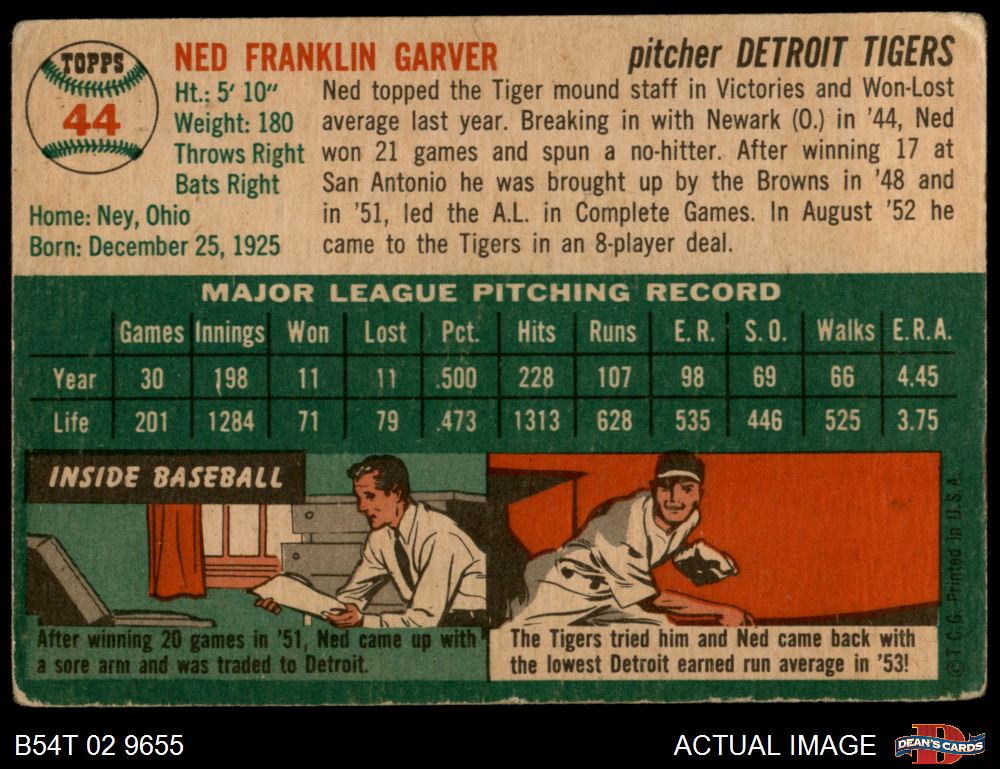 TOPPS
44
NED FRANKLIN GARVER
pitcher DETROIT TIGERS
Ht.: 5' 10"
Weight: 180
Throws Right
Bats Right
Home: Ney, Ohio
Born: December 25, 1925
Ned topped the Tiger mound staff in Victories and Won-Lost
average last year. Breaking in with Newark (O.) in '44, Ned
won 21 games and spun a no-hitter. After winning 17 at
San Antonio he was brought up by the Browns in '48 and
in '51, led the A.L. in Complete Games. In August '52 he
came to the Tigers in an 8-player deal.
MAJOR LEAGUE PITCHING RECORD
Games Innings Won Lost Pct. Hits Runs E. R. S. O. Walks E.R.A.
Year 30 198 11 11 .500 228 107 98 69 66 4.45
Life 201 1284 71 79 .473 1313 628 535 446 525 3.75
INSIDE BASEBALL
After winning 20 games in '51, Ned came up with
a sore arm and was traded to Detroit.
The Tigers tried him and Ned came back with
the lowest Detroit earned run average in '53!
© T. C. G. Printed in U. S. A.
B54T 02 9655
ACTUAL IMAGE
DEAN'S CARDS